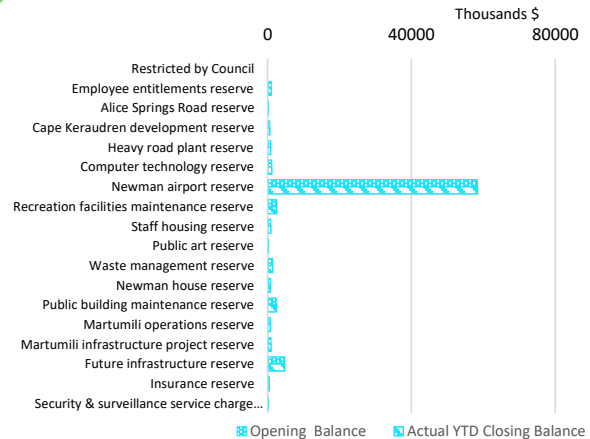 Thousands $
0 40000 80000
Restricted by Council
Employee entitlements reserve
Alice Springs Road reserve
Cape Keraudren development reserve
Heavy road plant reserve
Computer technology reserve
Newman airport reserve
Recreation facilities maintenance reserve
Staff housing reserve
Public art reserve
Waste management reserve
Newman house reserve
Public building maintenance reserve
Martumili operations reserve
Martumili infrastructure project reserve
Future infrastructure reserve
Insurance reserve
Security & surveillance service charge…
Opening Balance Actual YTD Closing Balance